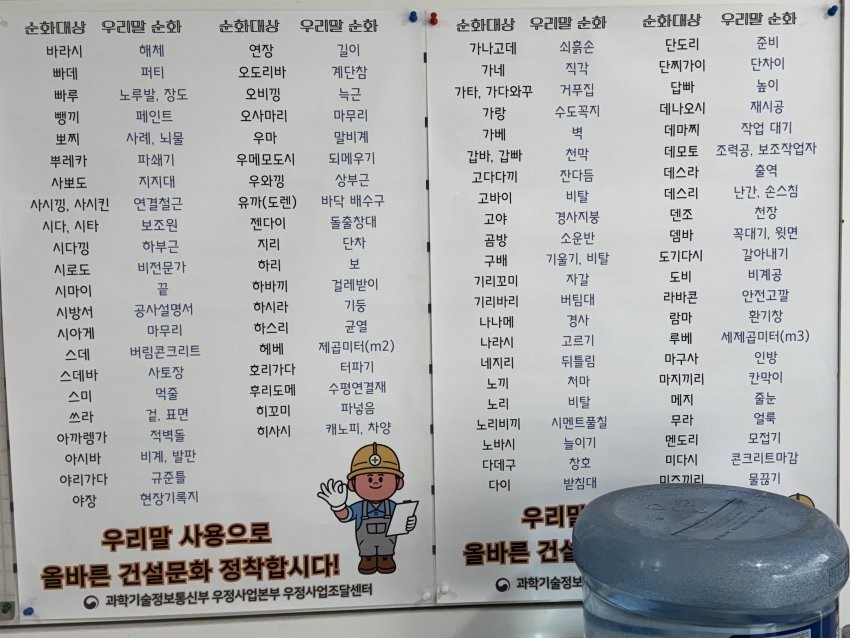 순화대상 우리말 순화 순화대상 우리말 순화
바라시 해체 연장 길이
빠데 퍼티 오도리바 계단참
빠루 노루발, 장도 오비낑 늑근
뺑끼 페인트 오사마리 마무리
뽀찌 사례, 뇌물 우마 말비계
뿌레카 파쇄기 우메모도시 되메우기
사뽀도 지지대 우와낑 상부근
사시낑, 사시킨 연결철근 유까(도렌) 바닥 배수구
시다, 시타 보조원 젠다이 돌출창대
시다낑 하부근 지리 단차
시로도 비전문가 하리 보
시마이 끝 하바끼 걸레받이
시방서 공사설명서 하시라 기둥
시아게 마무리 하스리 균열
스데 버림콘크리트 헤베 제곱미터(m2)
스데바 사토장 호리가다 터파기
스미 먹줄 후리도메 수평연결재
쓰라 겉, 표면 히꼬미 파넣음
아까렝가 적벽돌 히사시 캐노피, 차양
아시바 비계, 발판
야리가다 규준틀
야장 현장기록지
우리말 사용으로
올바른 건설문화 정착합시다!
과학기술정보통신부 우정사업본부 우정사업조달센터
순화대상 우리말 순화 순화대상 우리말 순화
가나고데 쇠흙손 단도리 준비
가네 직각 단찌가이 단차이
가타, 가다와꾸 거푸집 답빠 높이
가랑 수도꼭지 데나오시 재시공
가베 벽 데마찌 작업 대기
갑바, 갑빠 천막 데모토 조력공, 보조작업자
고다다끼 잔다듬 데스라 출역
고바이 비탈 데스리 난간, 손스침
고야 경사지붕 덴조 천장
곰방 소운반 뎀바 꼭대기, 윗면
구배 기울기, 비탈 도기다시 갈아내기
기리꼬미 자갈 도비 비계공
기리바리 버팀대 라바콘 안전고깔
나나메 경사 람마 환기창
나라시 고르기 루베 세제곱미터(m3)
네지리 뒤틀림 마구사 인방
노끼 처마 마지끼리 칸막이
노리 비탈 메지 줄눈
노리비끼 시멘트풀칠 무라 얼룩
노바시 늘이기 멘도리 모접기
다데구 창호 미다시 콘크리트마감
다이 받침대 미즈끼리 물끊기
우리말
올바른 건설
과학기술정보통